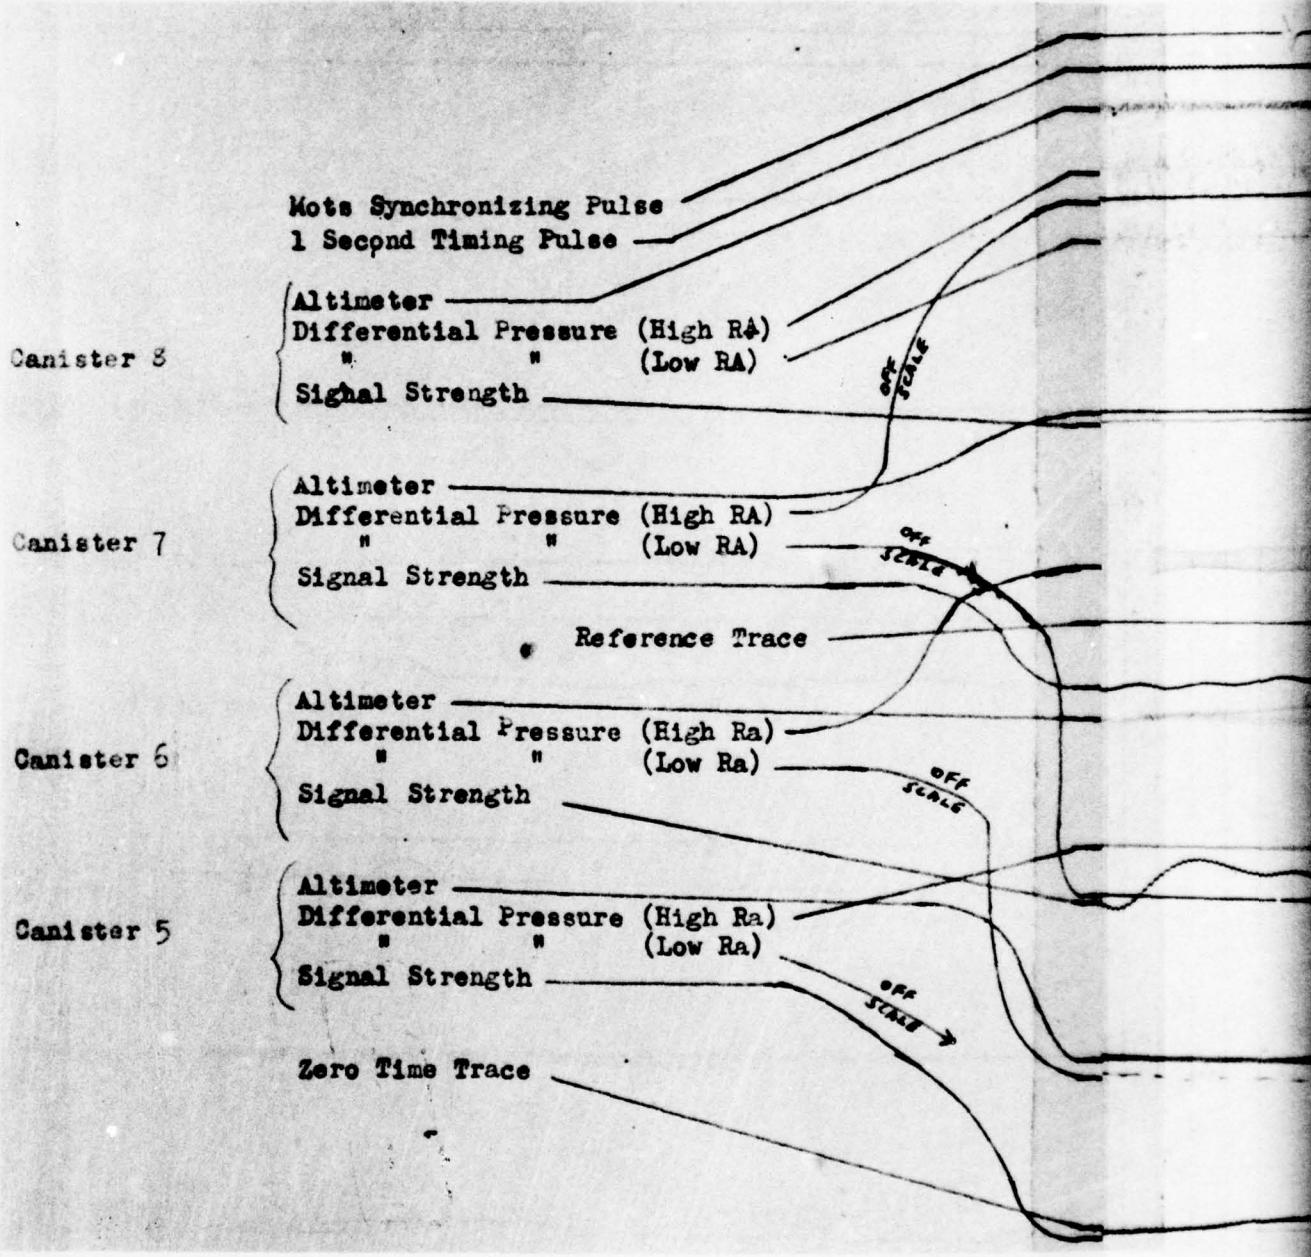 Mots Synchronizing Pulse
1 Second Timing Pulse
Altimeter
Differential Pressure (High RA)
Canister 8 " " (Low RA)
Signal Strength
OFF
SCALE
Altimeter
Differential Pressure (High RA)
Canister 7 " " (Low RA)
OFF
SCALE
Signal Strength
Reference Trace
Altimeter
Differential Pressure (High Ra)
Canister 6 " " (Low Ra)
OFF
SCALE
Signal Strength
Altimeter
Differential Pressure (High Ra)
Canister 5 " " (Low Ra)
Signal Strength
OFF
SCALE
Zero Time Trace